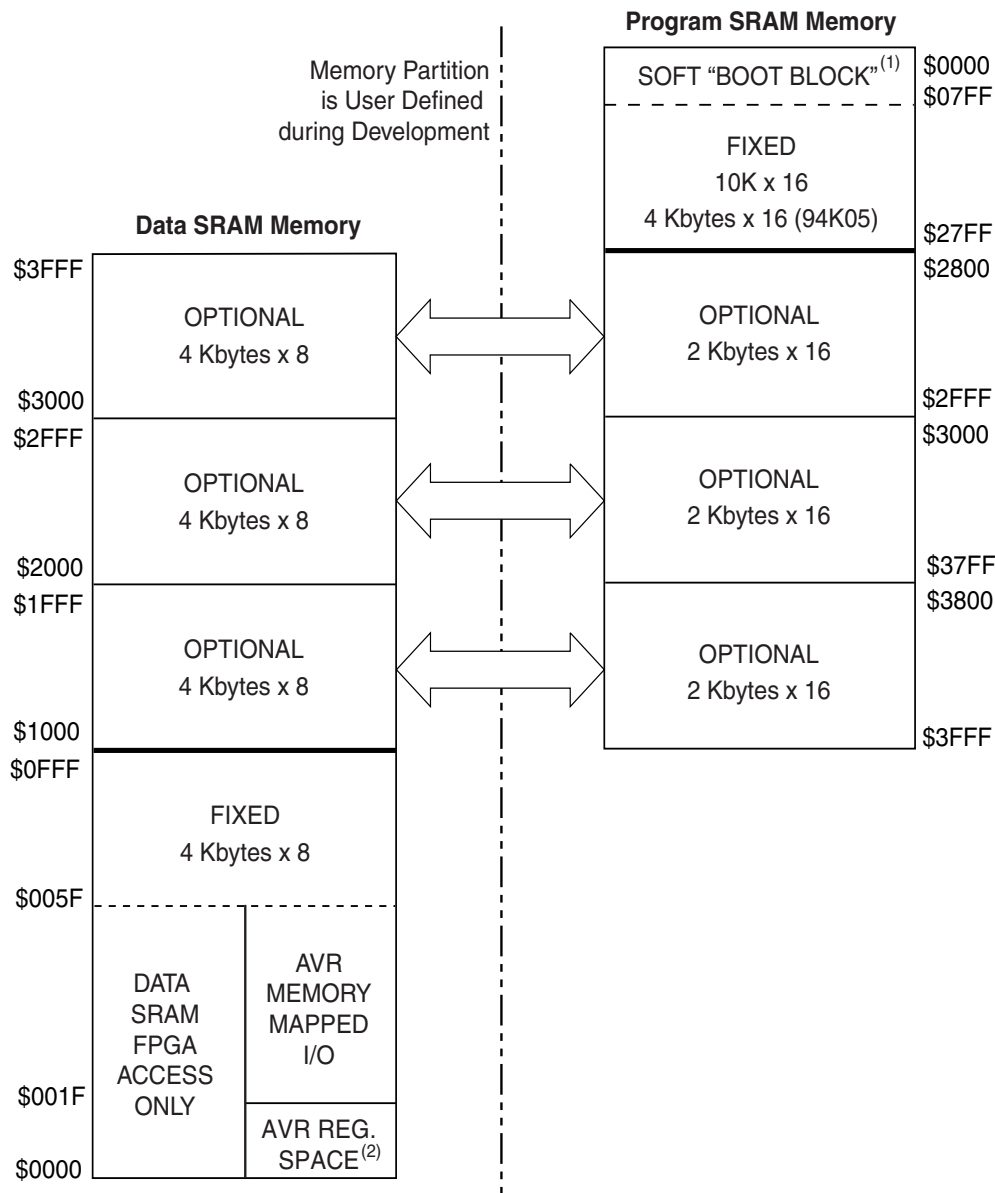 Program SRAM Memory
Memory Partition
is User Defined
during Development
SOFT “BOOT BLOCK”(1)
$0000
$07FF
FIXED
10K x 16
4 Kbytes x 16 (94K05)
$27FF
$2800
OPTIONAL
2 Kbytes x 16
$2FFF
$3000
OPTIONAL
2 Kbytes x 16
$37FF
$3800
OPTIONAL
2 Kbytes x 16
$3FFF
Data SRAM Memory
$3FFF
OPTIONAL
4 Kbytes x 8
$3000
$2FFF
OPTIONAL
4 Kbytes x 8
$2000
$1FFF
OPTIONAL
4 Kbytes x 8
$1000
$0FFF
FIXED
4 Kbytes x 8
$005F
DATA
SRAM
FPGA
ACCESS
ONLY
AVR
MEMORY
MAPPED
I/O
$001F
AVR REG.
SPACE(2)
$0000